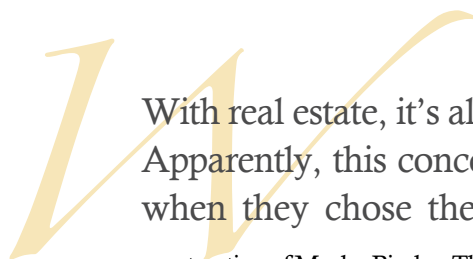 W
With real estate, it’s al
Apparently, this conce
when they chose the